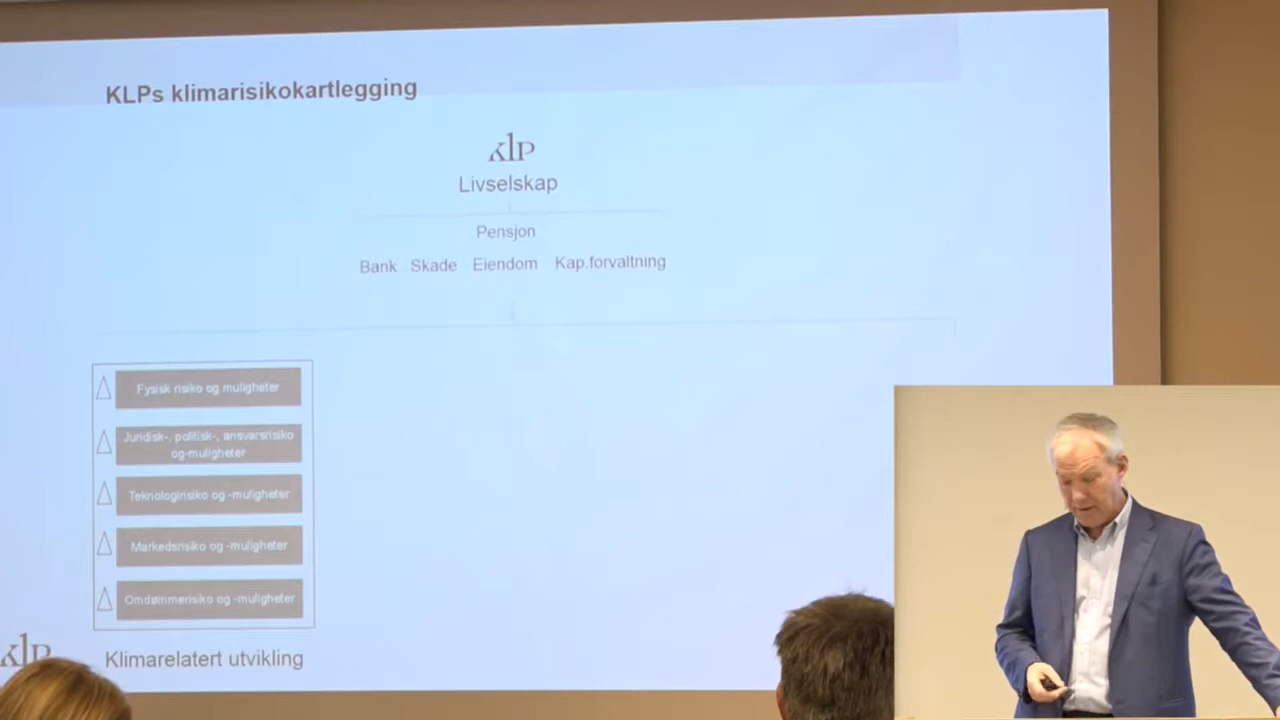 KLPs klimarisikokartlegging
klp
Livselskap
Pensjon
Bank Skade Eiendom Kap.forvaltning
Fysisk risiko og muligheter
Juridisk-, politisk-, ansvarsrisiko
og-muligheter
Teknologirisiko og -muligheter
Markedsrisiko og -muligheter
Omdømmerisiko og -muligheter
klp
Klimarelatert utvikling